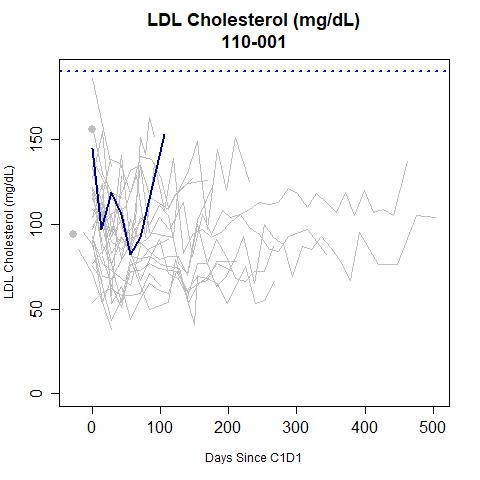 LDL Cholesterol (mg/dL)
110-001
LDL Cholesterol (mg/dL)
150
100
50
0
0 100 200 300 400 500
Days Since C1D1